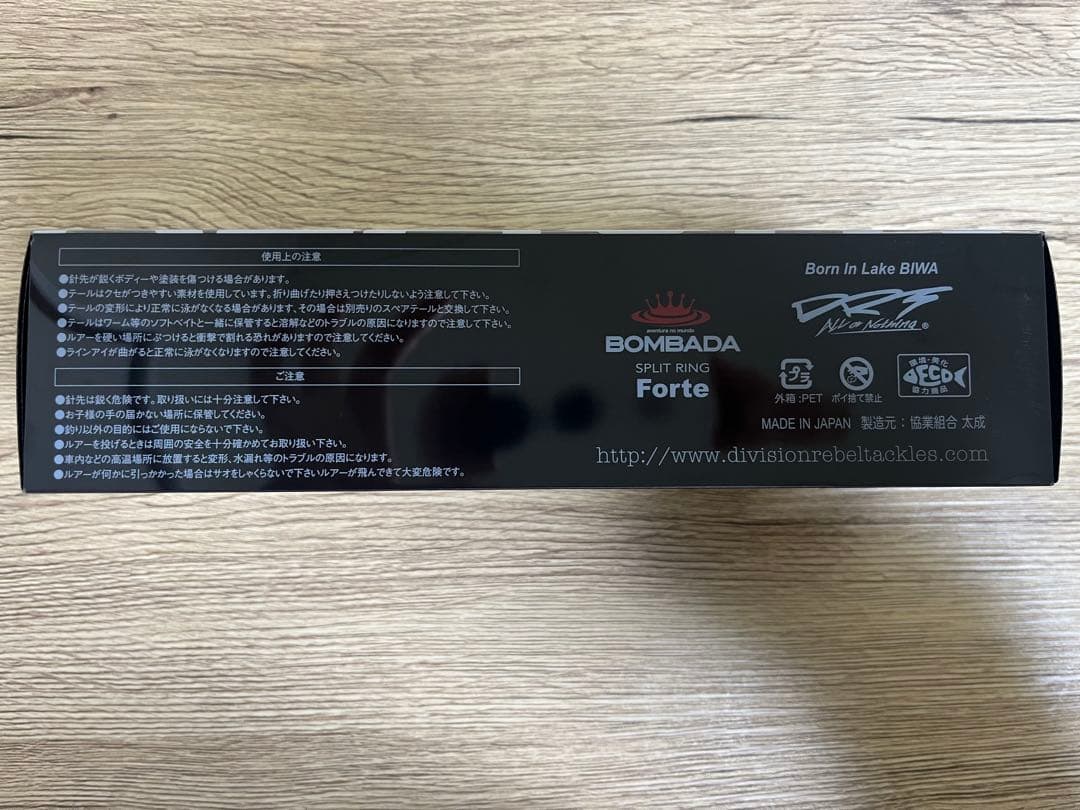 使用上の注意
●針先が鋭くボディーや塗装を傷つける場合があります。
●テールはクセがつきやすい素材を使用しています。折り曲げたり押さえつけたりしないよう注意して下さい。
●テールの変形により正常に泳がなくなる場合があります、その場合は別売りのスペアテールと交換して下さい。
●テールはワーム等のソフトベイトと一緒に保管すると溶解などのトラブルの原因になりますので注意して下さい。
●ルアーを硬い場所にぶつけると衝撃で割れる恐れがありますので注意してください。
●ラインアイが曲がると正常に泳がなくなりますので注意してください。
ご注意
●針先は鋭く危険です。取り扱いには十分注意して下さい。
●お子様の手の届かない場所に保管してください。
●釣り以外の目的にはご使用にならないで下さい。
●ルアーを投げるときは周囲の安全を十分確かめてお取り扱い下さい。
●車内などの高温場所に放置すると変形、水漏れ等のトラブルの原因になります。
●ルアーが何かに引っかかった場合はサオをしゃくらないで下さいルアーが飛んできて大変危険です。
aventura no mundo
BOMBADA
SPLIT RING
Forte
Born In Lake BIWA
DRT
ALL OR NOTHING ®
プラ
外箱:PET
ポイ捨て禁止
環境・美化
ECO
協力商品
MADE IN JAPAN 製造元:協業組合 太成
http://www.divisionrebeltackles.com